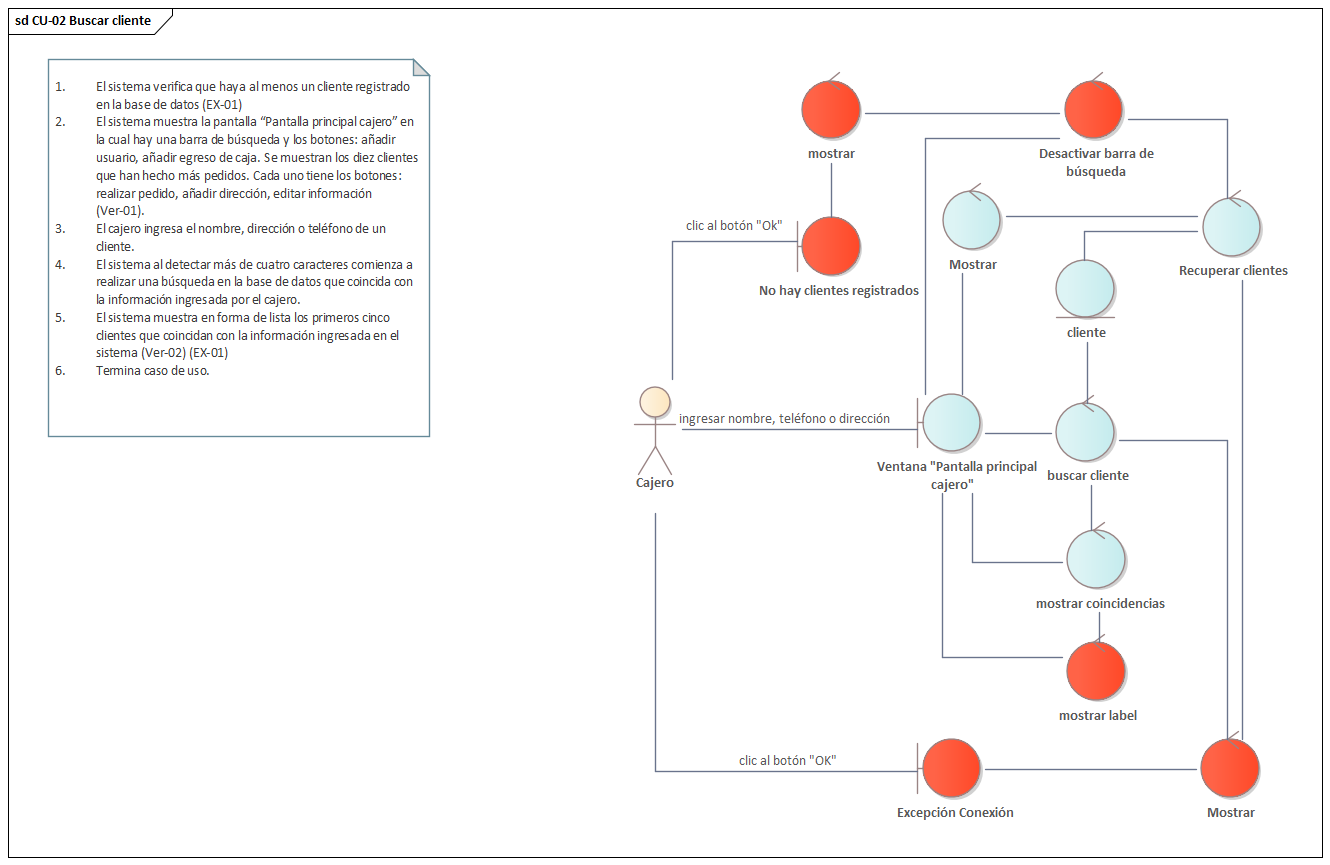 sd CU-02 Buscar cliente
1. El sistema verifica que haya al menos un cliente registrado
en la base de datos (EX-01)
2. El sistema muestra la pantalla “Pantalla principal cajero” en
la cual hay una barra de búsqueda y los botones: añadir
usuario, añadir egreso de caja. Se muestran los diez clientes
que han hecho más pedidos. Cada uno tiene los botones:
realizar pedido, añadir dirección, editar información
(Ver-01).
3. El cajero ingresa el nombre, dirección o teléfono de un
cliente.
4. El sistema al detectar más de cuatro caracteres comienza a
realizar una búsqueda en la base de datos que coincida con
la información ingresada por el cajero.
5. El sistema muestra en forma de lista los primeros cinco
clientes que coincidan con la información ingresada en el
sistema (Ver-02) (EX-01)
6. Termina caso de uso.
mostrar
Desactivar barra de
búsqueda
clic al botón "Ok"
Mostrar
Recuperar clientes
No hay clientes registrados
cliente
ingresar nombre, teléfono o dirección
Cajero
Ventana "Pantalla principal
cajero"
buscar cliente
mostrar coincidencias
mostrar label
clic al botón "OK"
Excepción Conexión
Mostrar